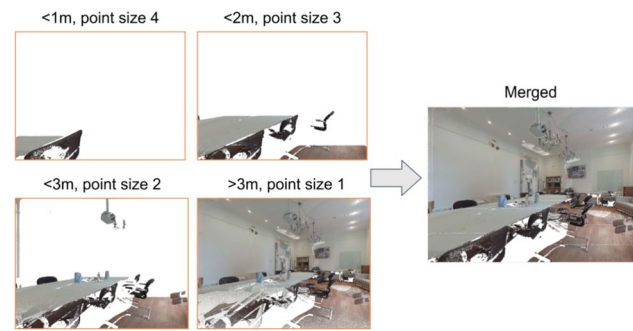 <1m, point size 4
<2m, point size 3
Merged
<3m, point size 2
>3m, point size 1